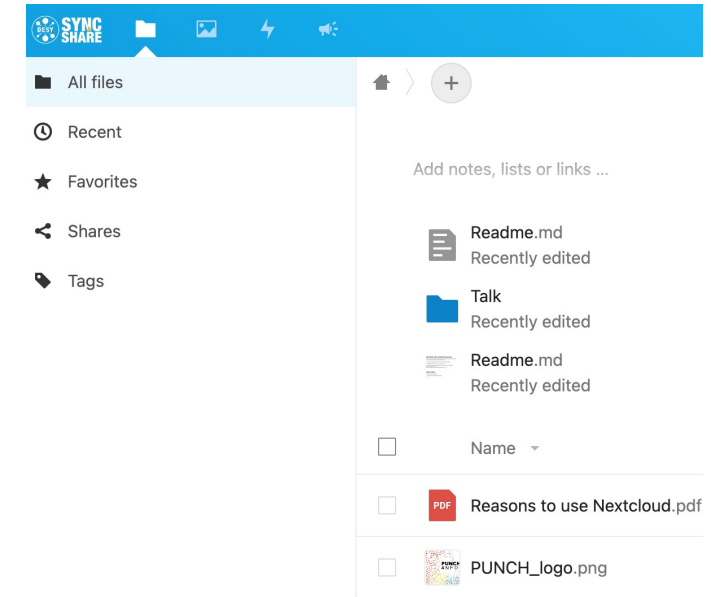 DESY SYNC
SHARE
All files
Recent
Favorites
Shares
Tags
Add notes, lists or links ...
Readme.md
Recently edited
Talk
Recently edited
Readme.md
Recently edited
Name
PDF Reasons to use Nextcloud.pdf
PUNCH
PUNCH_logo.png